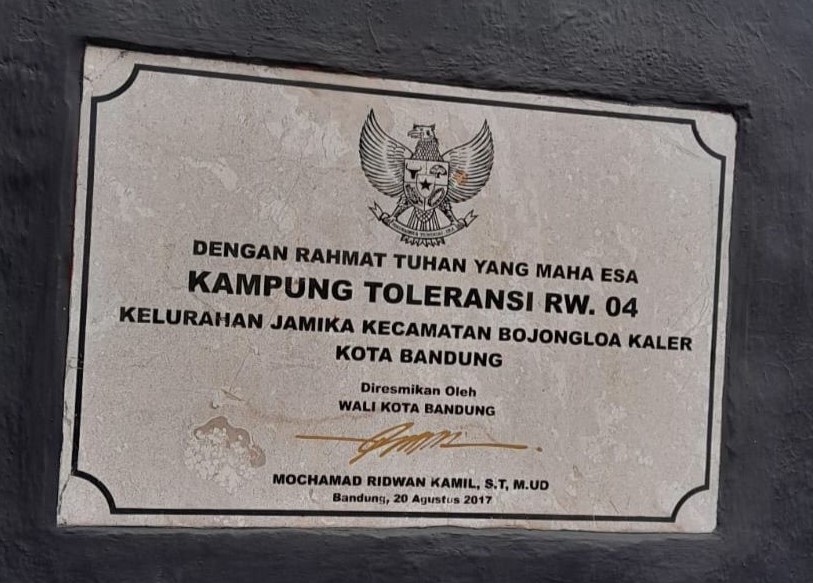 DENGAN RAHMAT TUHAN YANG MAHA ESA
KAMPUNG TOLERANSI RW. 04
KELURAHAN JAMIKA KECAMATAN BOJONGLOA KALER
KOTA BANDUNG
Diresmikan Oleh
WALI KOTA BANDUNG
MOCHAMAD RIDWAN KAMIL, S.T, M.UD
Bandung, 20 Agustus 2017